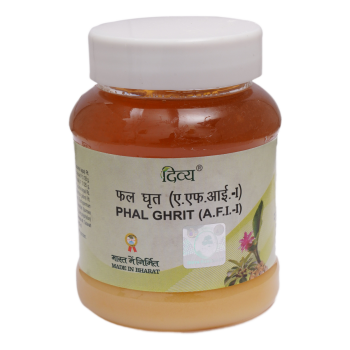 दिव्य®
फल घृत (ए.एफ.आई.-I)
PHAL GHRIT (A.F.I.-I)
भारत में निर्मित
MADE IN BHARAT